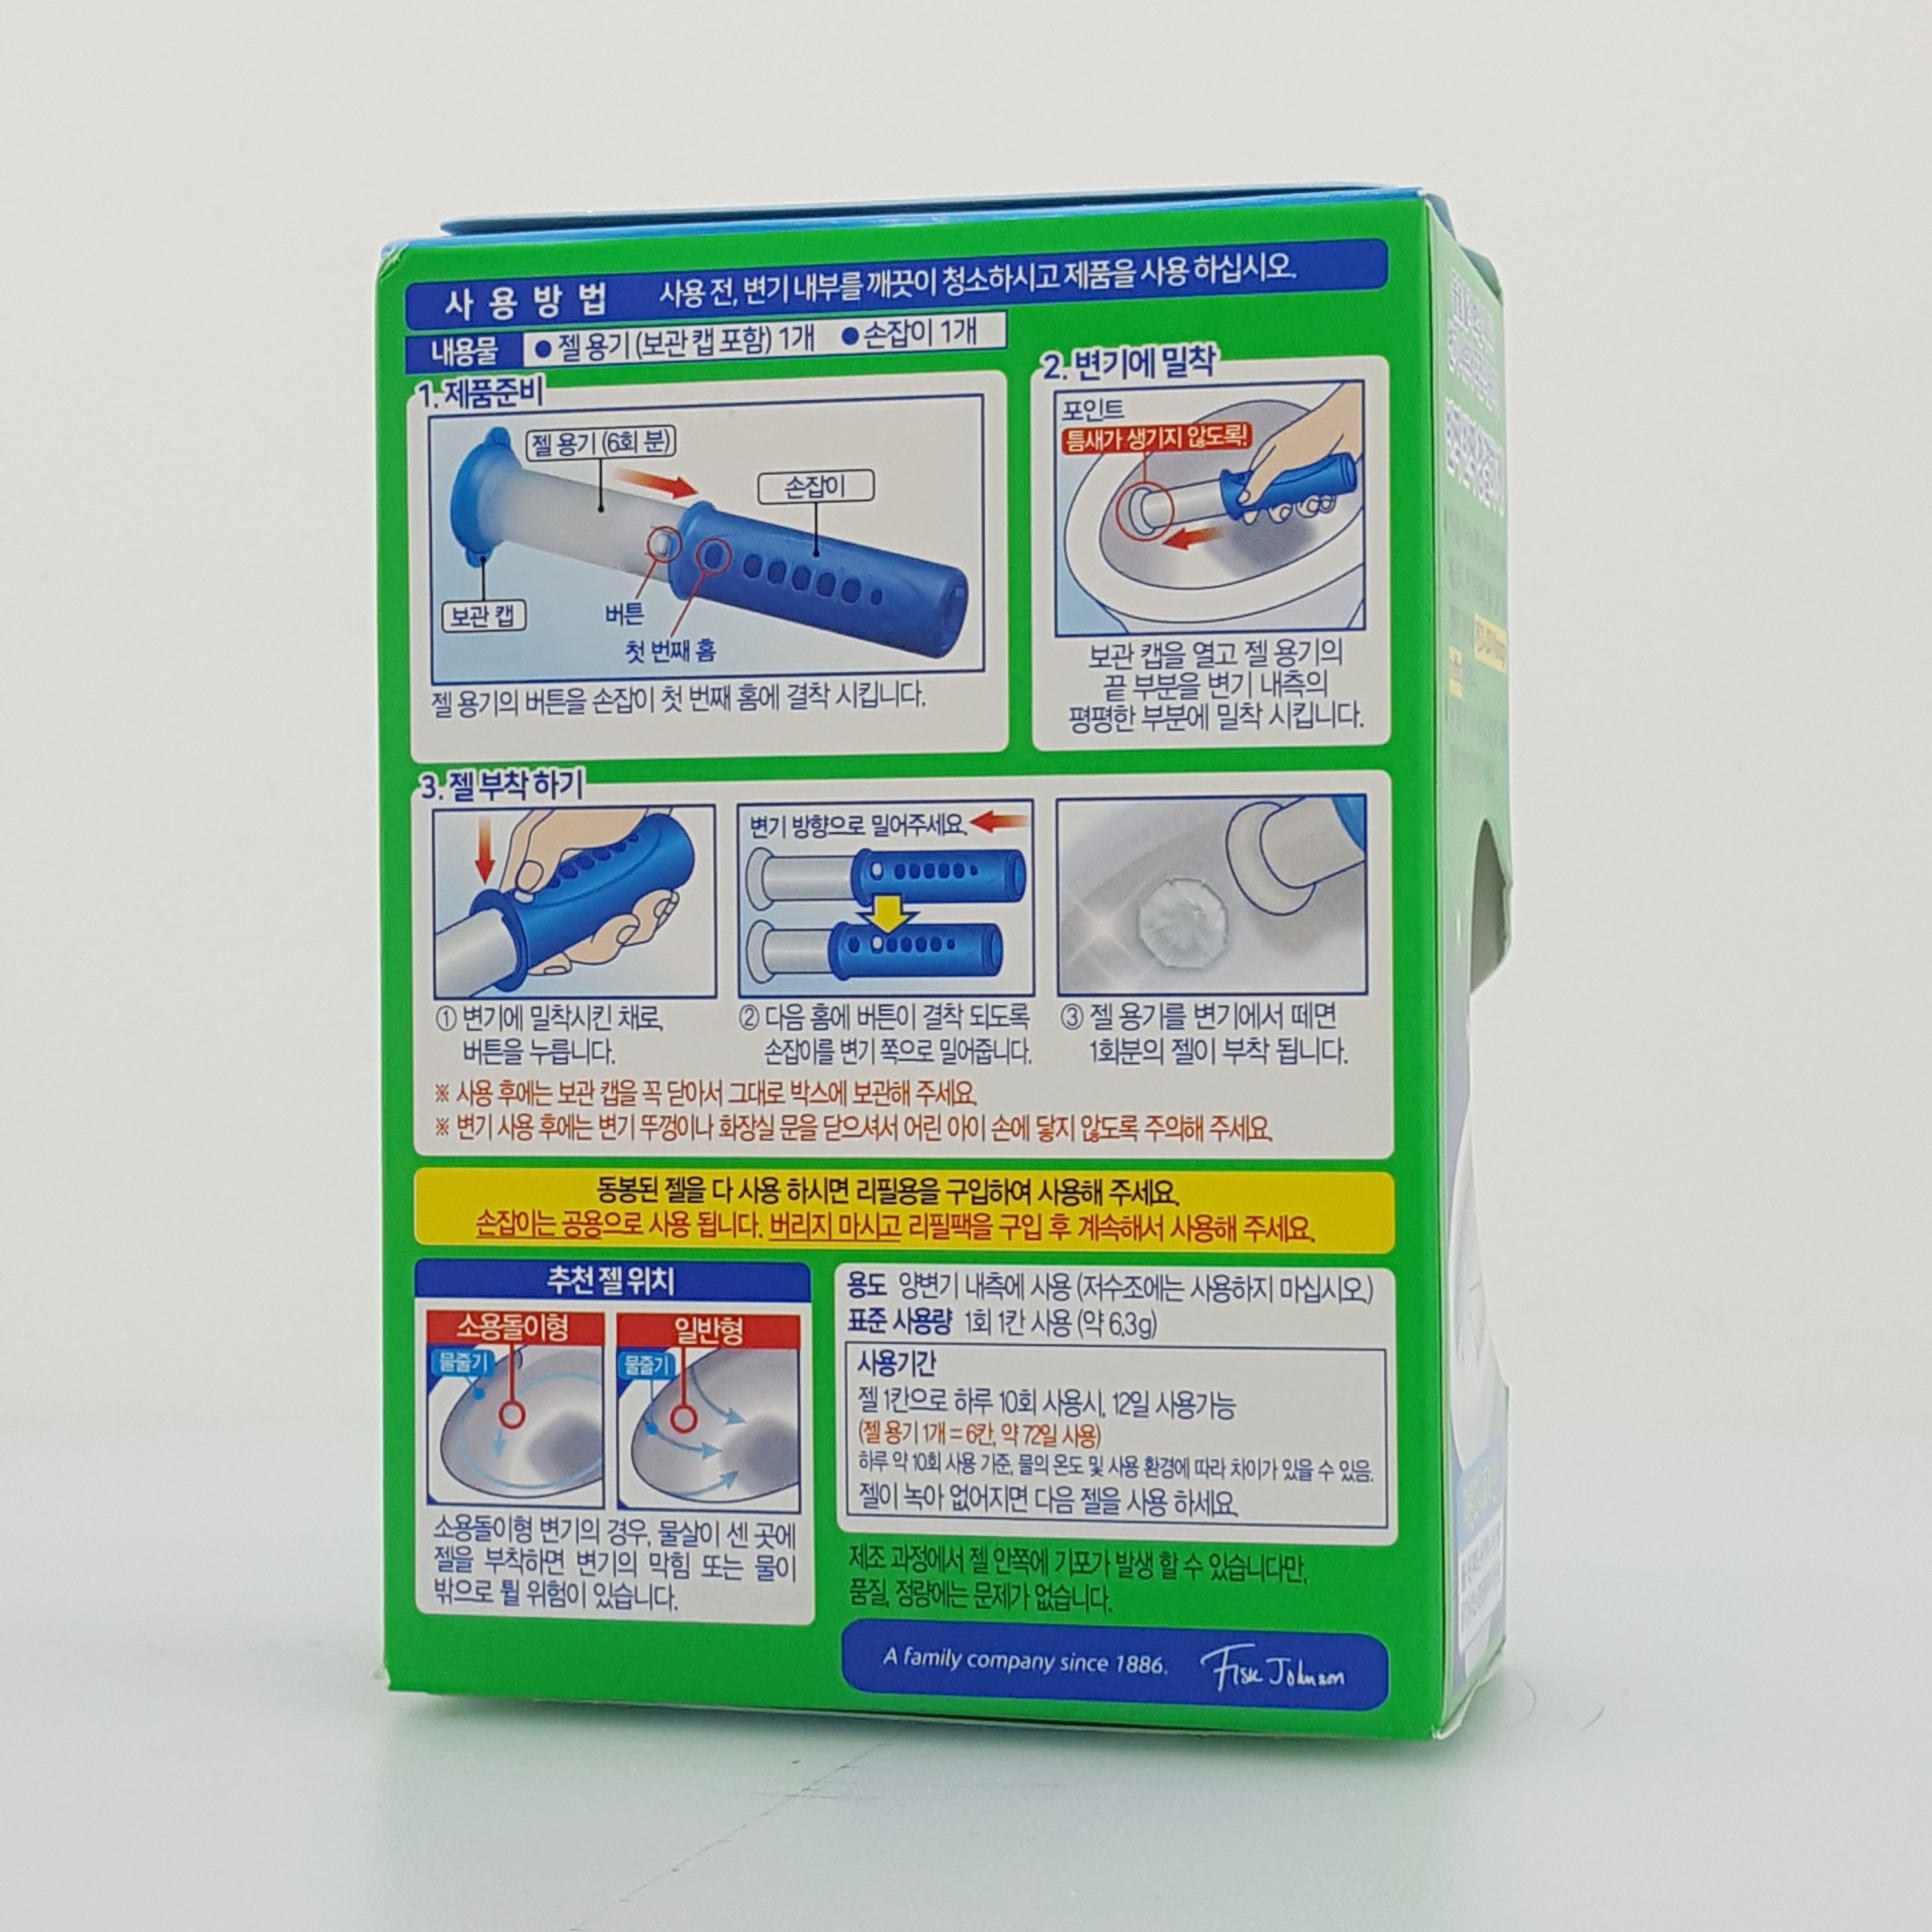 사용방법 사용 전, 변기 내부를 깨끗이 청소하시고 제품을 사용 하십시오.
내용물 ● 젤 용기 (보관 캡 포함) 1개 ● 손잡이 1개
1. 제품준비
젤 용기 (6회 분)
손잡이
보관 캡
버튼
첫 번째 홈
젤 용기의 버튼을 손잡이 첫 번째 홈에 결착 시킵니다.
2. 변기에 밀착
포인트
틈새가 생기지 않도록!
보관 캡을 열고 젤 용기의
끝 부분을 변기 내측의
평평한 부분에 밀착 시킵니다.
3. 젤 부착 하기
변기 방향으로 밀어주세요.
① 변기에 밀착시킨 채로,
버튼을 누릅니다.
② 다음 홈에 버튼이 결착 되도록
손잡이를 변기 쪽으로 밀어줍니다.
③ 젤 용기를 변기에서 떼면
1회분의 젤이 부착 됩니다.
※ 사용 후에는 보관 캡을 꼭 닫아서 그대로 박스에 보관해 주세요.
※ 변기 사용 후에는 변기 뚜껑이나 화장실 문을 닫으셔서 어린 아이 손에 닿지 않도록 주의해 주세요.
동봉된 젤을 다 사용 하시면 리필용을 구입하여 사용해 주세요.
손잡이는 공용으로 사용 됩니다. 버리지 마시고 리필팩을 구입 후 계속해서 사용해 주세요.
추천 젤 위치
소용돌이형
물줄기
일반형
물줄기
소용돌이형 변기의 경우, 물살이 센 곳에
젤을 부착하면 변기의 막힘 또는 물이
밖으로 튈 위험이 있습니다.
용도 양변기 내측에 사용 (저수조에는 사용하지 마십시오.)
표준 사용량 1회 1칸 사용 (약 6.3g)
사용기간
젤 1칸으로 하루 10회 사용시, 12일 사용가능
(젤 용기 1개 = 6칸, 약 72일 사용)
하루 약 10회 사용 기준, 물의 온도 및 사용 환경에 따라 차이가 있을 수 있음.
젤이 녹아 없어지면 다음 젤을 사용 하세요.
제조 과정에서 젤 안쪽에 기포가 발생 할 수 있습니다만,
품질, 정량에는 문제가 없습니다.
A family company since 1886. Fisk Johnson